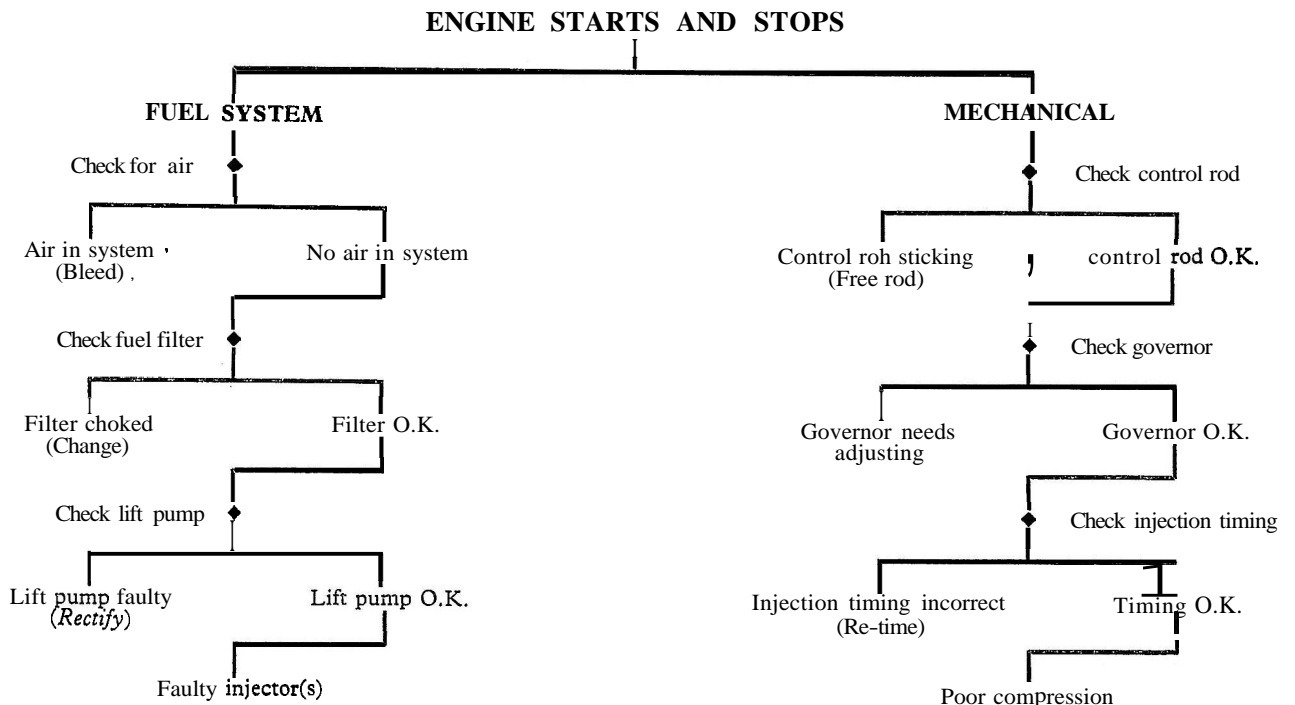 ENGINE STARTS AND STOPS
FUEL SYSTEM
Check for air
Air in system
(Bleed)
No air in system
Check fuel filter
Filter choked
(Change)
Filter O.K.
Check lift pump
Lift pump faulty
(Rectify)
Lift pump O.K.
Faulty injector(s)
MECHANICAL
Check control rod
Control roh sticking
(Free rod)
control rod O.K.
Check governor
Governor needs
adjusting
Governor O.K.
Check injection timing
Injection timing incorrect
(Re-time)
Timing O.K.
Poor compression